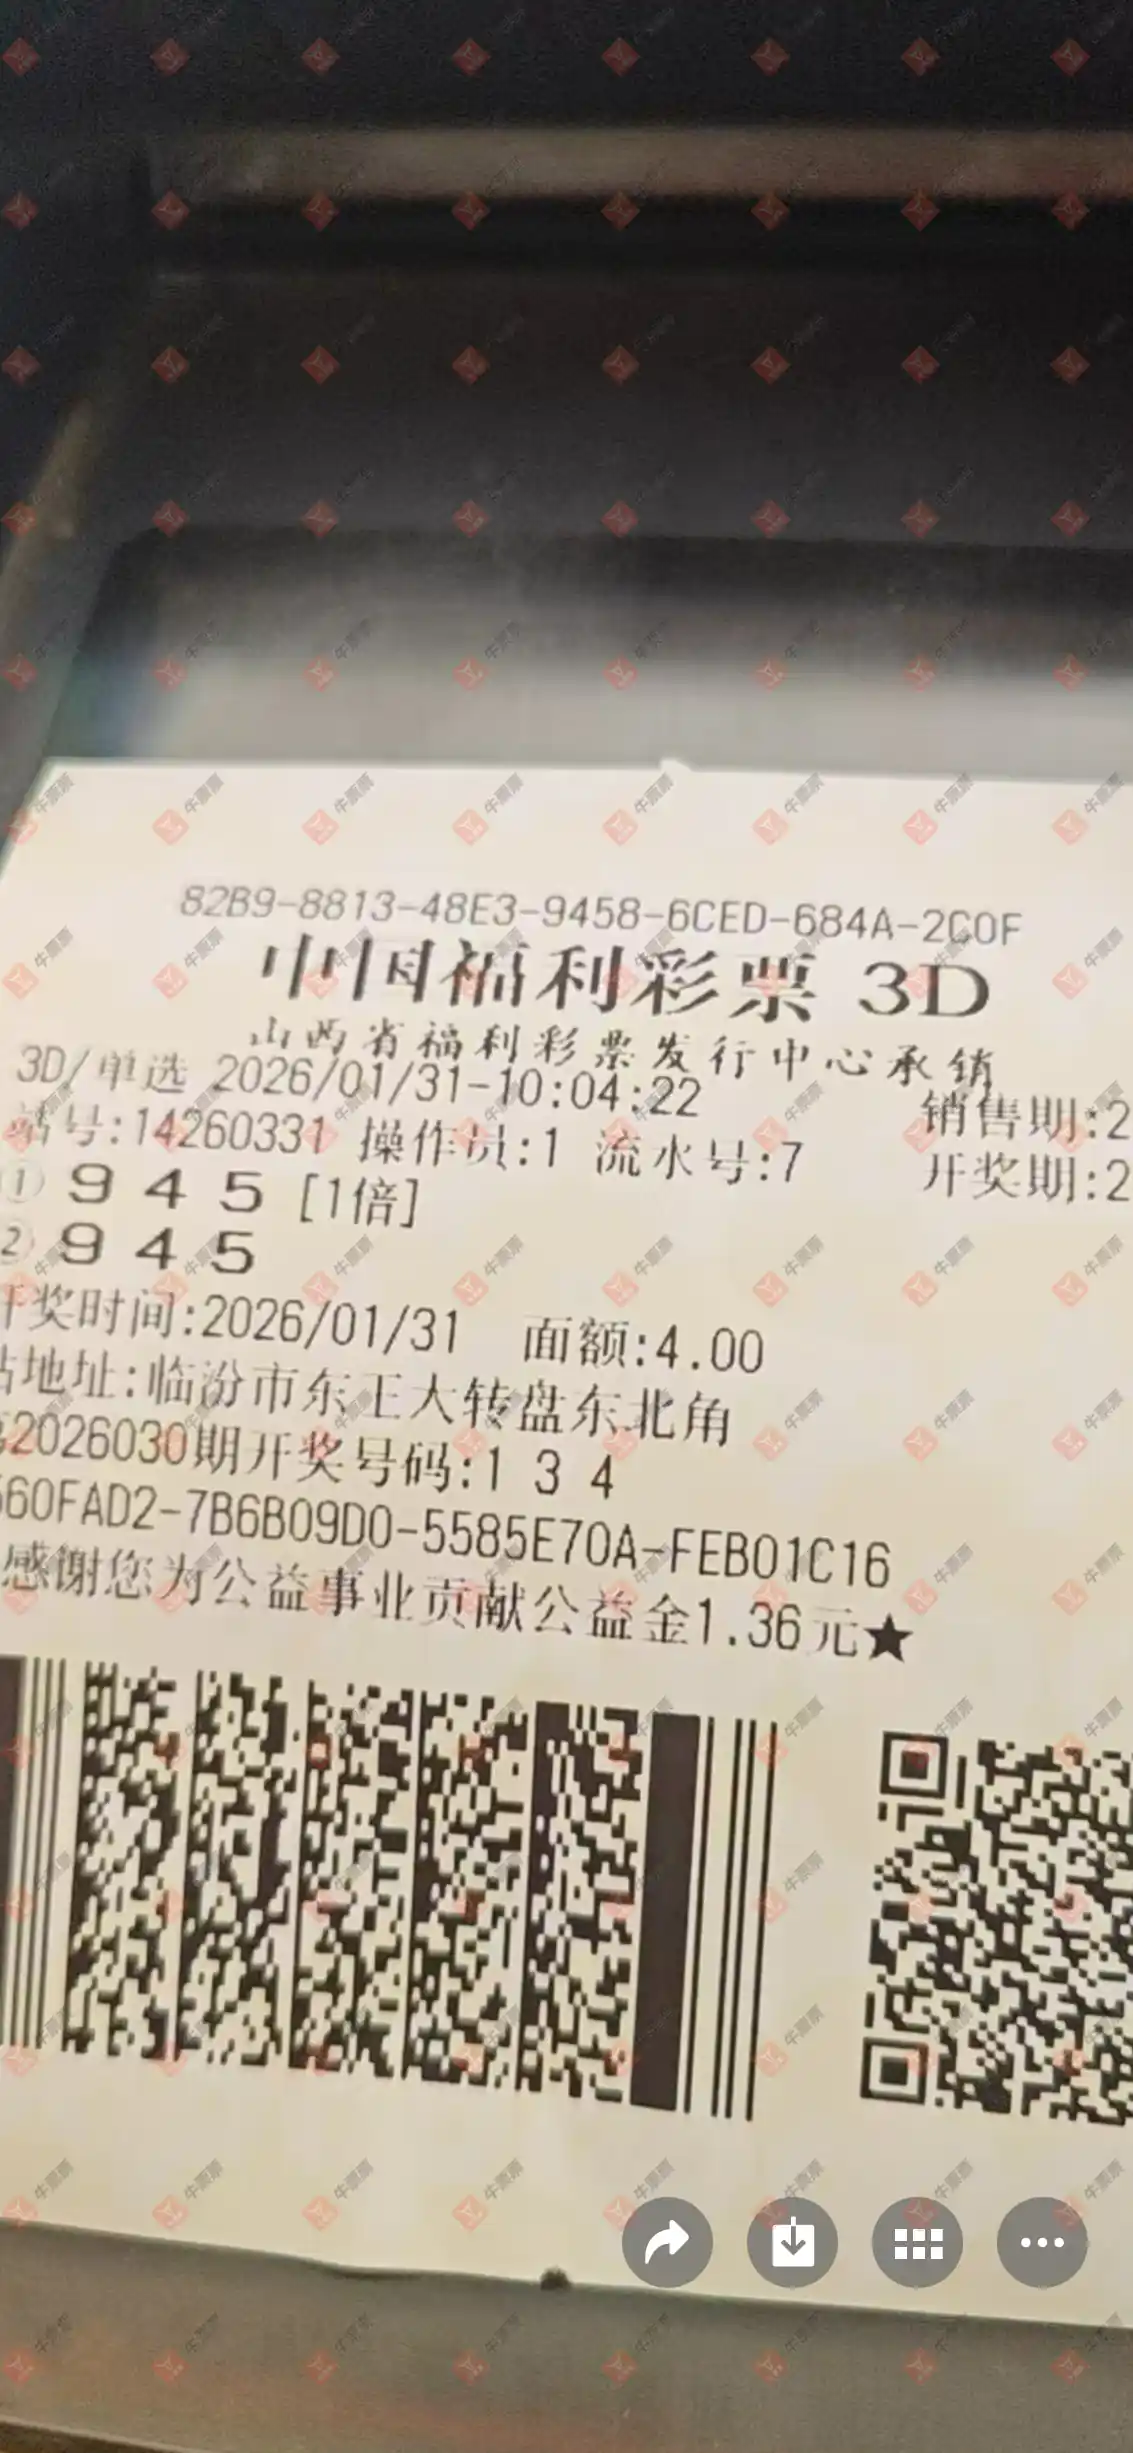 82B9-8813-48E3-9458-6CED-684A-2C0F
中国福利彩票 3D
山西省福利彩票发行中心承销
3D/单选 2026/01/31-10:04:22
销售期:2
站号:14260331 操作员:1 流水号:7
开奖期:2
① 9 4 5 [1倍]
② 9 4 5
开奖时间:2026/01/31 面额:4.00
站地址:临汾市东王大转盘东北角
2026030期开奖号码:1 3 4
560FAD2-7B6B09D0-5585E70A-FEB01C16
感谢您为公益事业贡献公益金1.36元★
牛票票